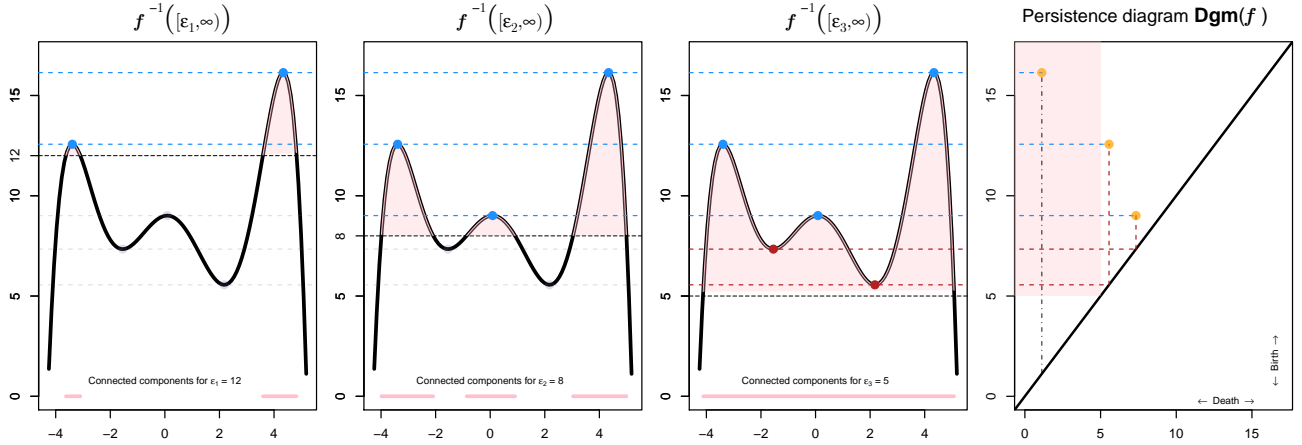 f⁻¹([ε₁,∞))
f⁻¹([ε₂,∞))
f⁻¹([ε₃,∞))
Persistence diagram Dgm(f )
15
12
10
5
0
Connected components for ε₁ = 12
−4 −2 0 2 4
15
10
8
5
0
Connected components for ε₂ = 8
−4 −2 0 2 4
15
10
5
0
Connected components for ε₃ = 5
−4 −2 0 2 4
15
10
5
0
← Birth →
← Death →
0 5 10 15